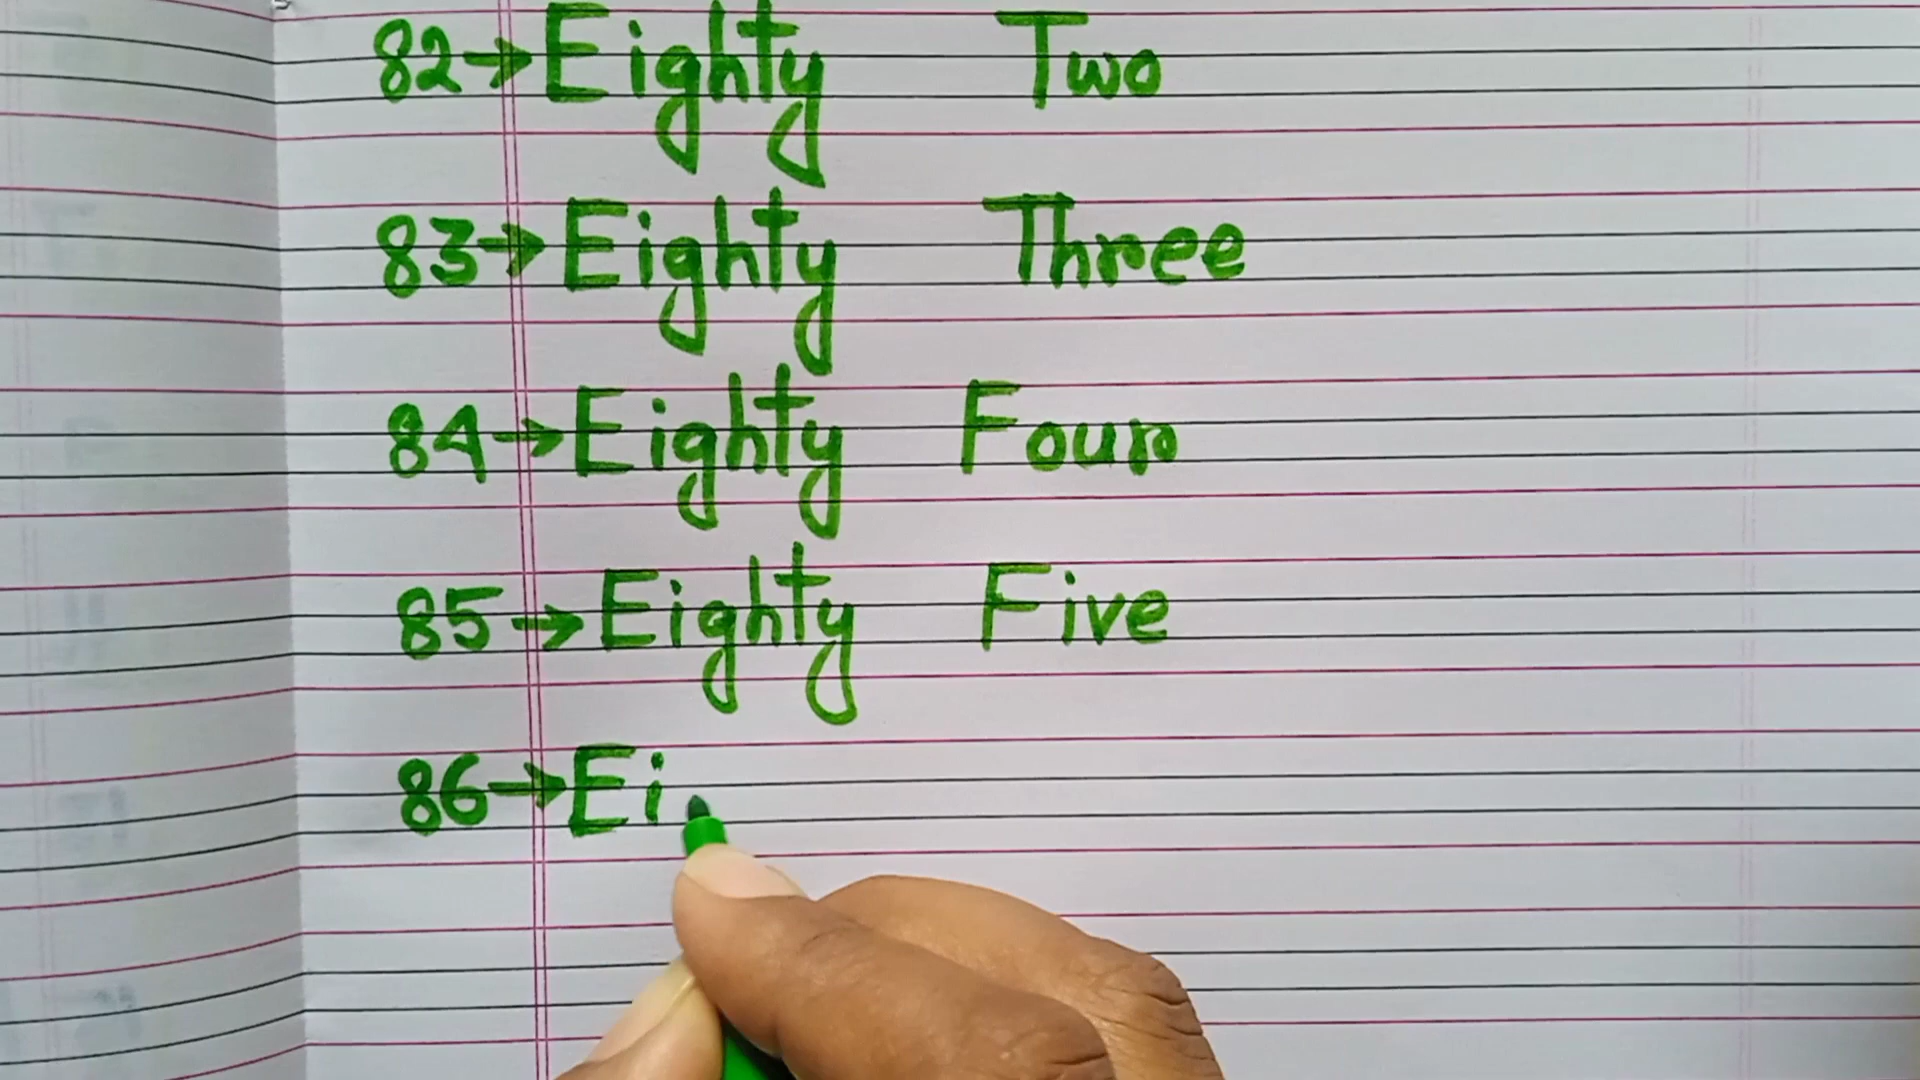 82→Eighty Two
83→Eighty Three
84→Eighty Four
85→Eighty Five
86→Ei